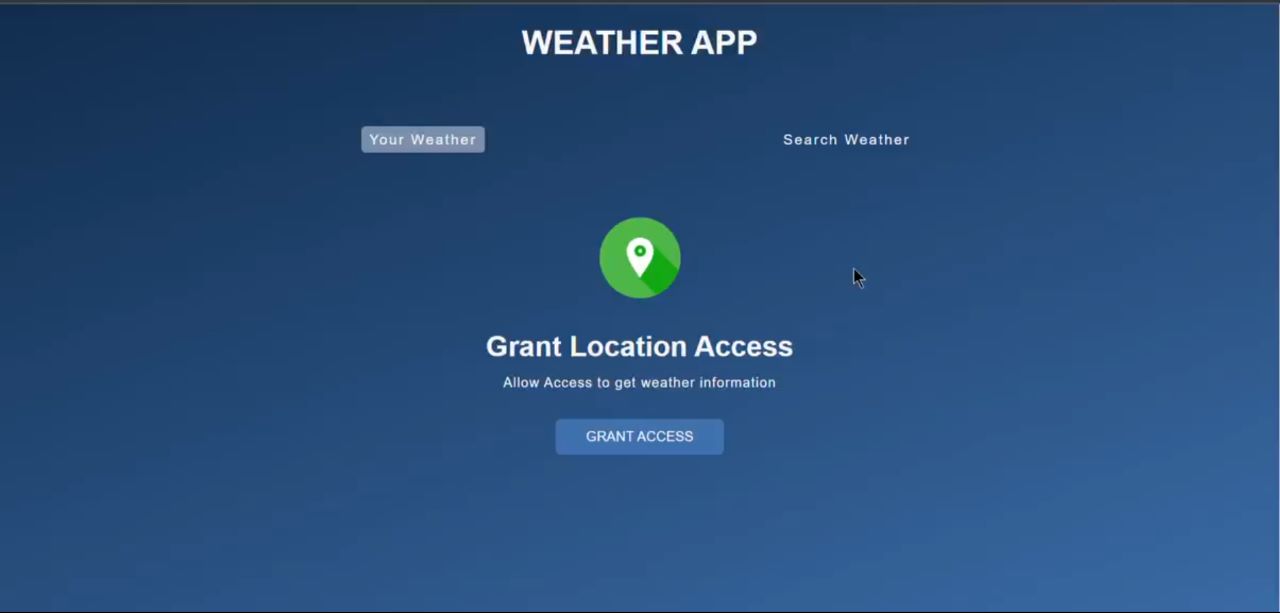 WEATHER APP
Your Weather
Search Weather
Grant Location Access
Allow Access to get weather information
GRANT ACCESS